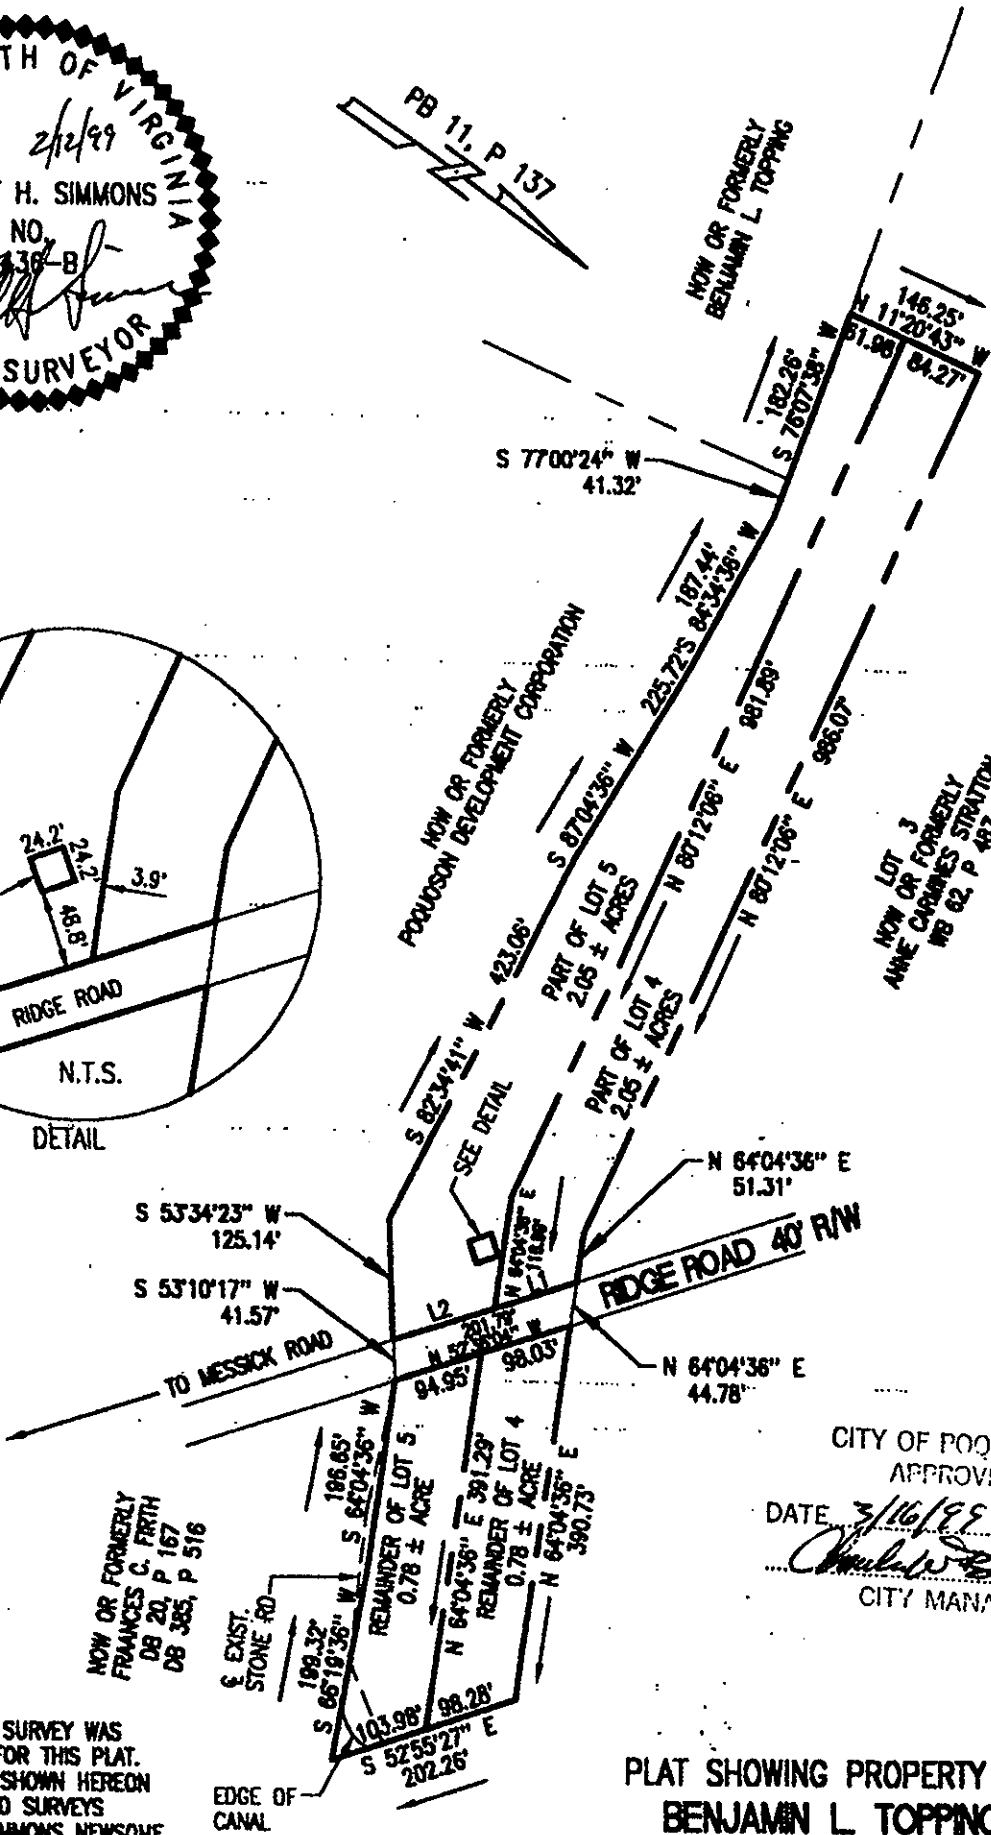 TH OF VIRGINIA
2/12/99
H. SIMMONS
NO.
436-B
SURVEYOR
PB 11, P 137
NOW OR FORMERLY
BENJAMIN L. TOPPING
146.25'
N 11°20'43" W
61.98
84.27'
182.26'
S 76°07'38" W
S 77°00'24" W
41.32'
187.44'
S 84°34'36" W
225.72'
S 87°04'36" W
NOW OR FORMERLY
POQUOSON DEVELOPMENT CORPORATION
981.89'
N 80°12'06" E
986.07'
N 80°12'06" E
LOT 3
NOW OR FORMERLY
ANNE CARMINES STRATTON
WB 62, P 487
24.2'
24.2'
3.9'
48.8'
RIDGE ROAD
N.T.S.
DETAIL
423.06'
S 82°34'41" W
PART OF LOT 5
2.05 ± ACRES
PART OF LOT 4
2.05 ± ACRES
SEE DETAIL
N 64°04'36" E
51.31'
S 53°34'23" W
125.14'
N 64°04'36" E
S 53°10'17" W
41.57'
L1
L2
RIDGE ROAD 40' R/W
TO MESSICK ROAD
94.95'
98.03'
N 64°04'36" E
44.78'
196.65'
S 64°04'36" W
REMAINDER OF LOT 5
0.78 ± ACRE
N 64°04'36" E 391.29'
REMAINDER OF LOT 4
0.78 ± ACRE
N 64°04'36" E
390.73'
CITY OF POQ
APPROV
DATE 3/16/99
CITY MANA
NOW OR FORMERLY
FRANCES C. FIRTH
DB 20, P 167
DB 385, P 516
℄ EXIST.
STONE RD
199.32'
S 66°19'36" W
103.98'
98.28'
S 52°55'27" E
202.26'
EDGE OF
CANAL
SURVEY WAS
FOR THIS PLAT.
SHOWN HEREON
D SURVEYS
MMONS NEWSOME
PLAT SHOWING PROPERTY
BENJAMIN L. TOPPING